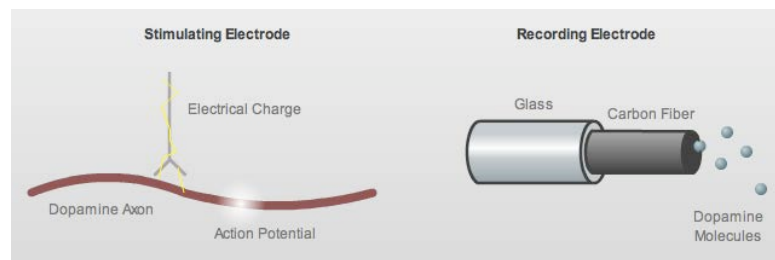 Stimulating Electrode
Electrical Charge
Dopamine Axon
Action Potential
Recording Electrode
Glass
Carbon Fiber
Dopamine
Molecules